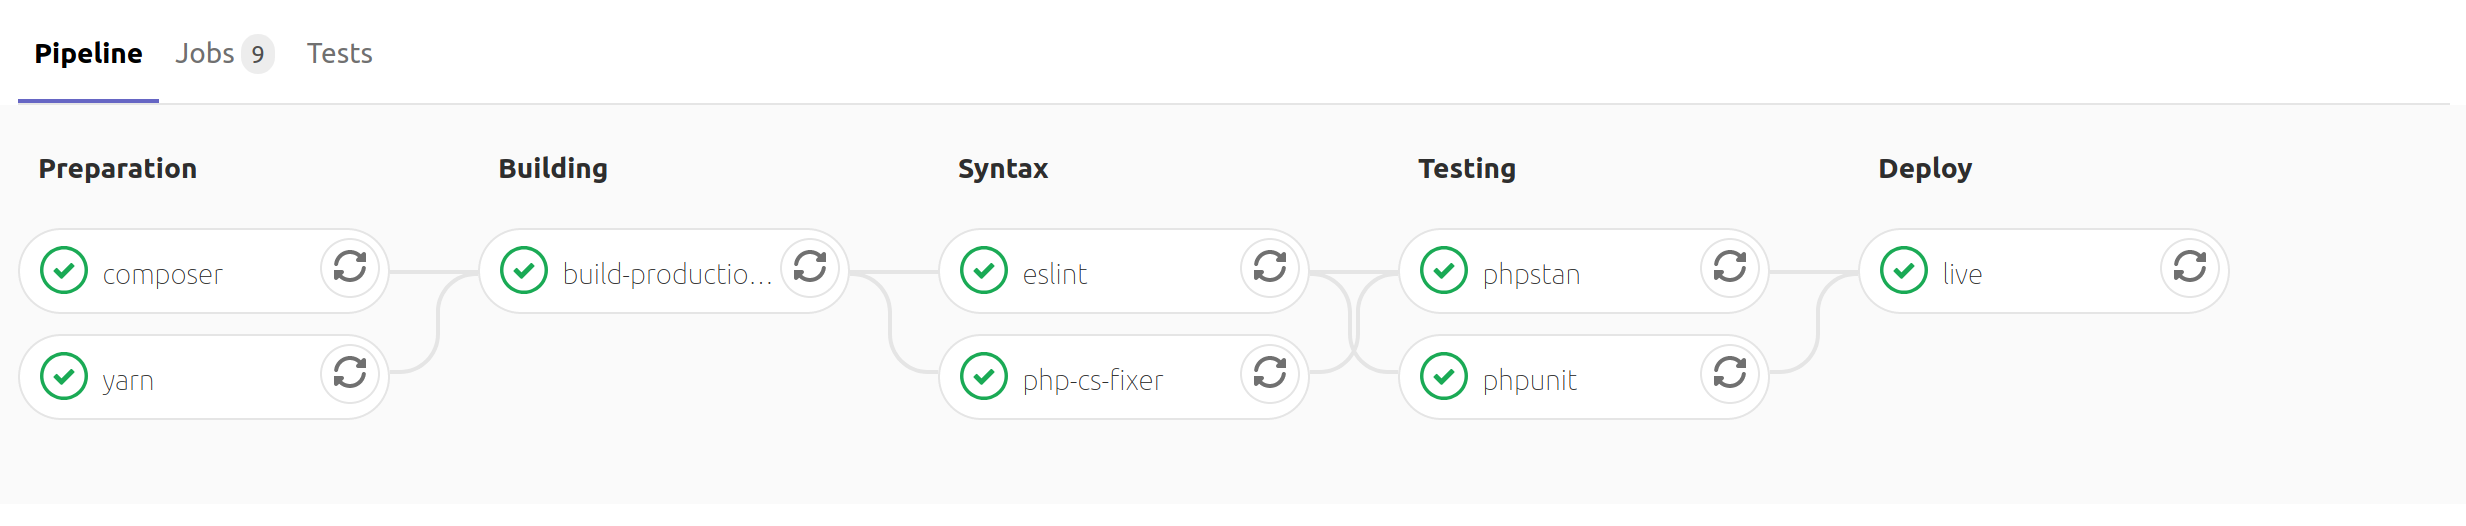 Pipeline Jobs 9 Tests
Preparation Building Syntax Testing Deploy
composer build-productio... eslint phpstan live
yarn php-cs-fixer phpunit